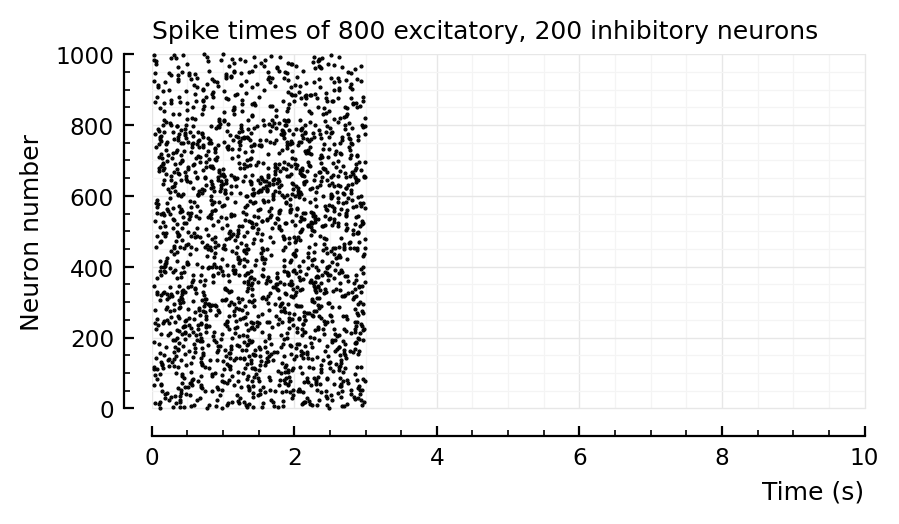 Spike times of 800 excitatory, 200 inhibitory neurons
1000
800
600
400
200
0
Neuron number
0 2 4 6 8 10
Time (s)